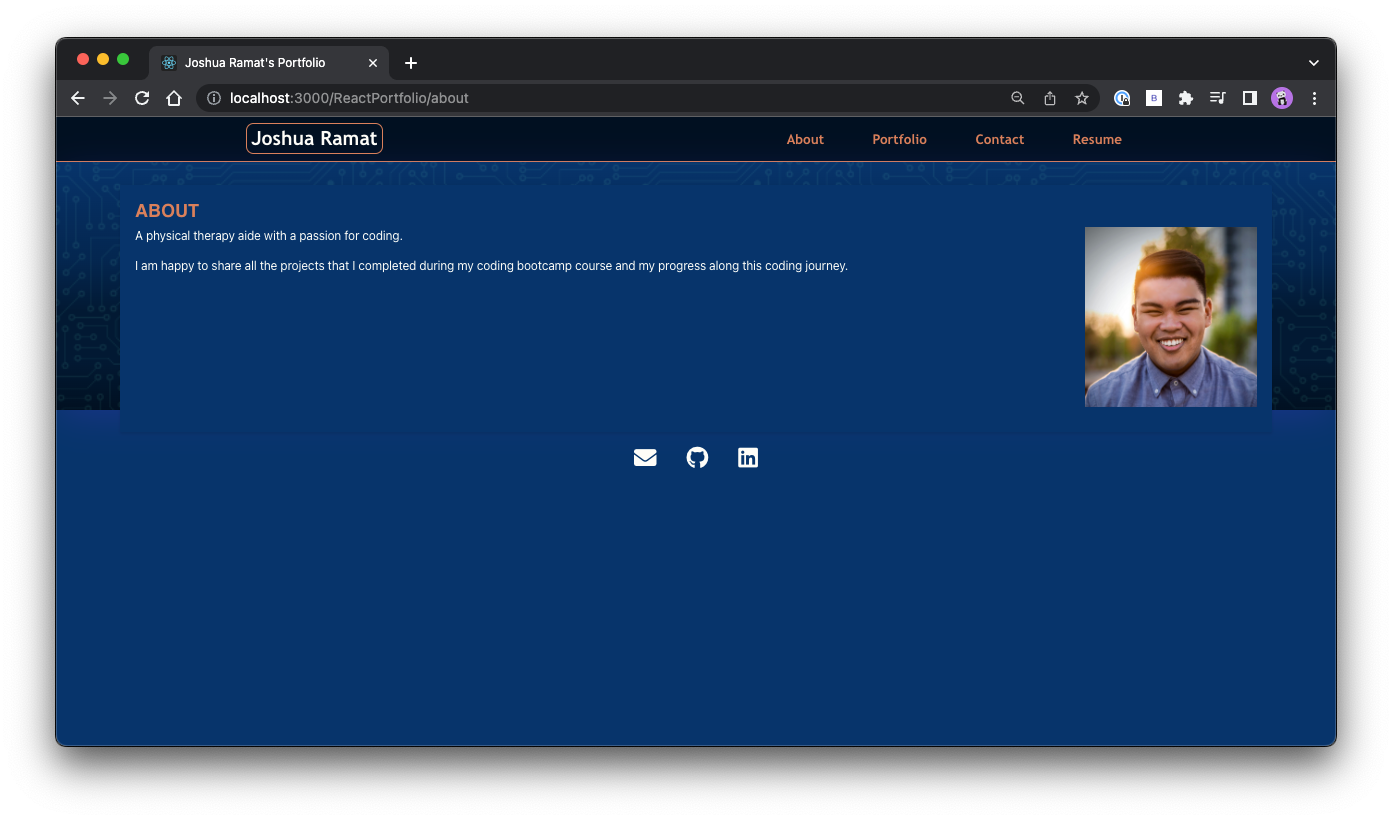 Joshua Ramat's Portfolio
localhost:3000/ReactPortfolio/about
B
Joshua Ramat
About
Portfolio
Contact
Resume
ABOUT
A physical therapy aide with a passion for coding.
I am happy to share all the projects that I completed during my coding bootcamp course and my progress along this coding journey.
in